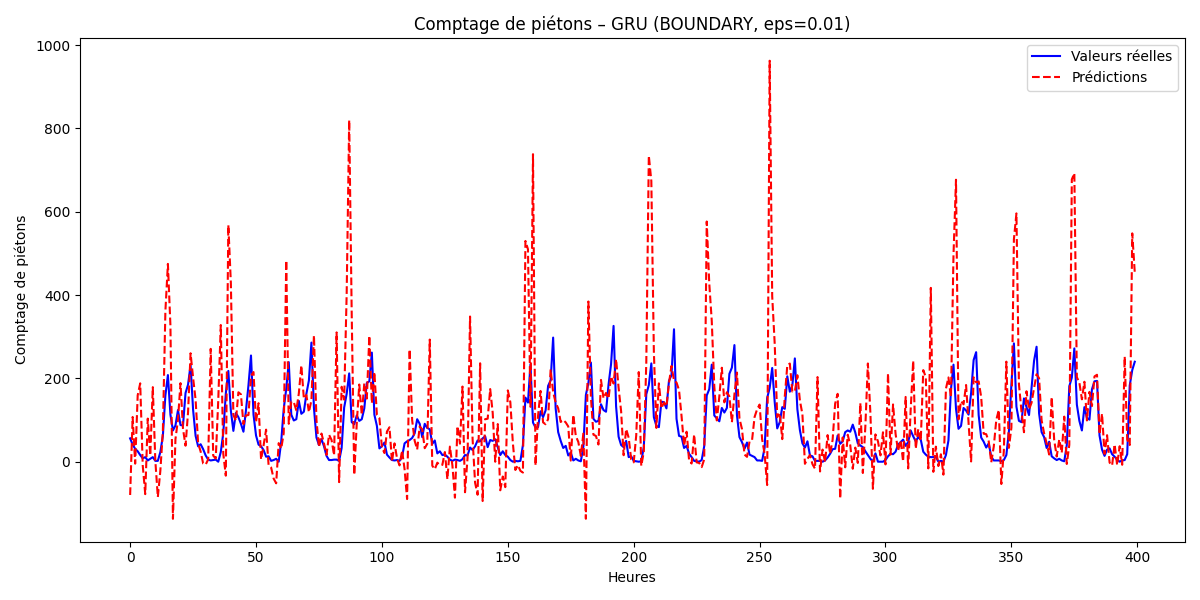 Comptage de piétons – GRU (BOUNDARY, eps=0.01)
Valeurs réelles
Prédictions
Comptage de piétons
1000
800
600
400
200
0
0 50 100 150 200 250 300 350 400
Heures